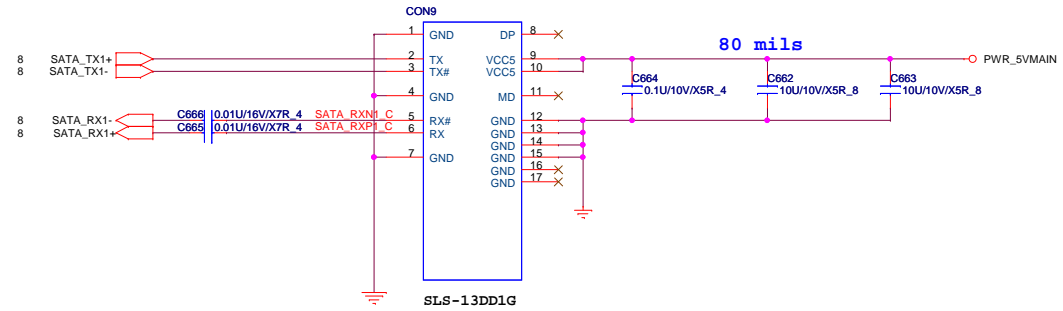 CON9
1 GND DP 8
80 mils
8 SATA_TX1+ 2 TX VCC5 9 PWR_5VMAIN
8 SATA_TX1- 3 TX# VCC5 10
C664 C662 C663
0.1U/10V/X5R_4 10U/10V/X5R_8 10U/10V/X5R_8
4 GND MD 11
8 SATA_RX1- C666 0.01U/16V/X7R_4 SATA_RXN1_C 5 RX# GND 12
8 SATA_RX1+ C665 0.01U/16V/X7R_4 SATA_RXP1_C 6 RX GND 13
GND 14
7 GND GND 15
GND 16
GND 17
SLS-13DD1G